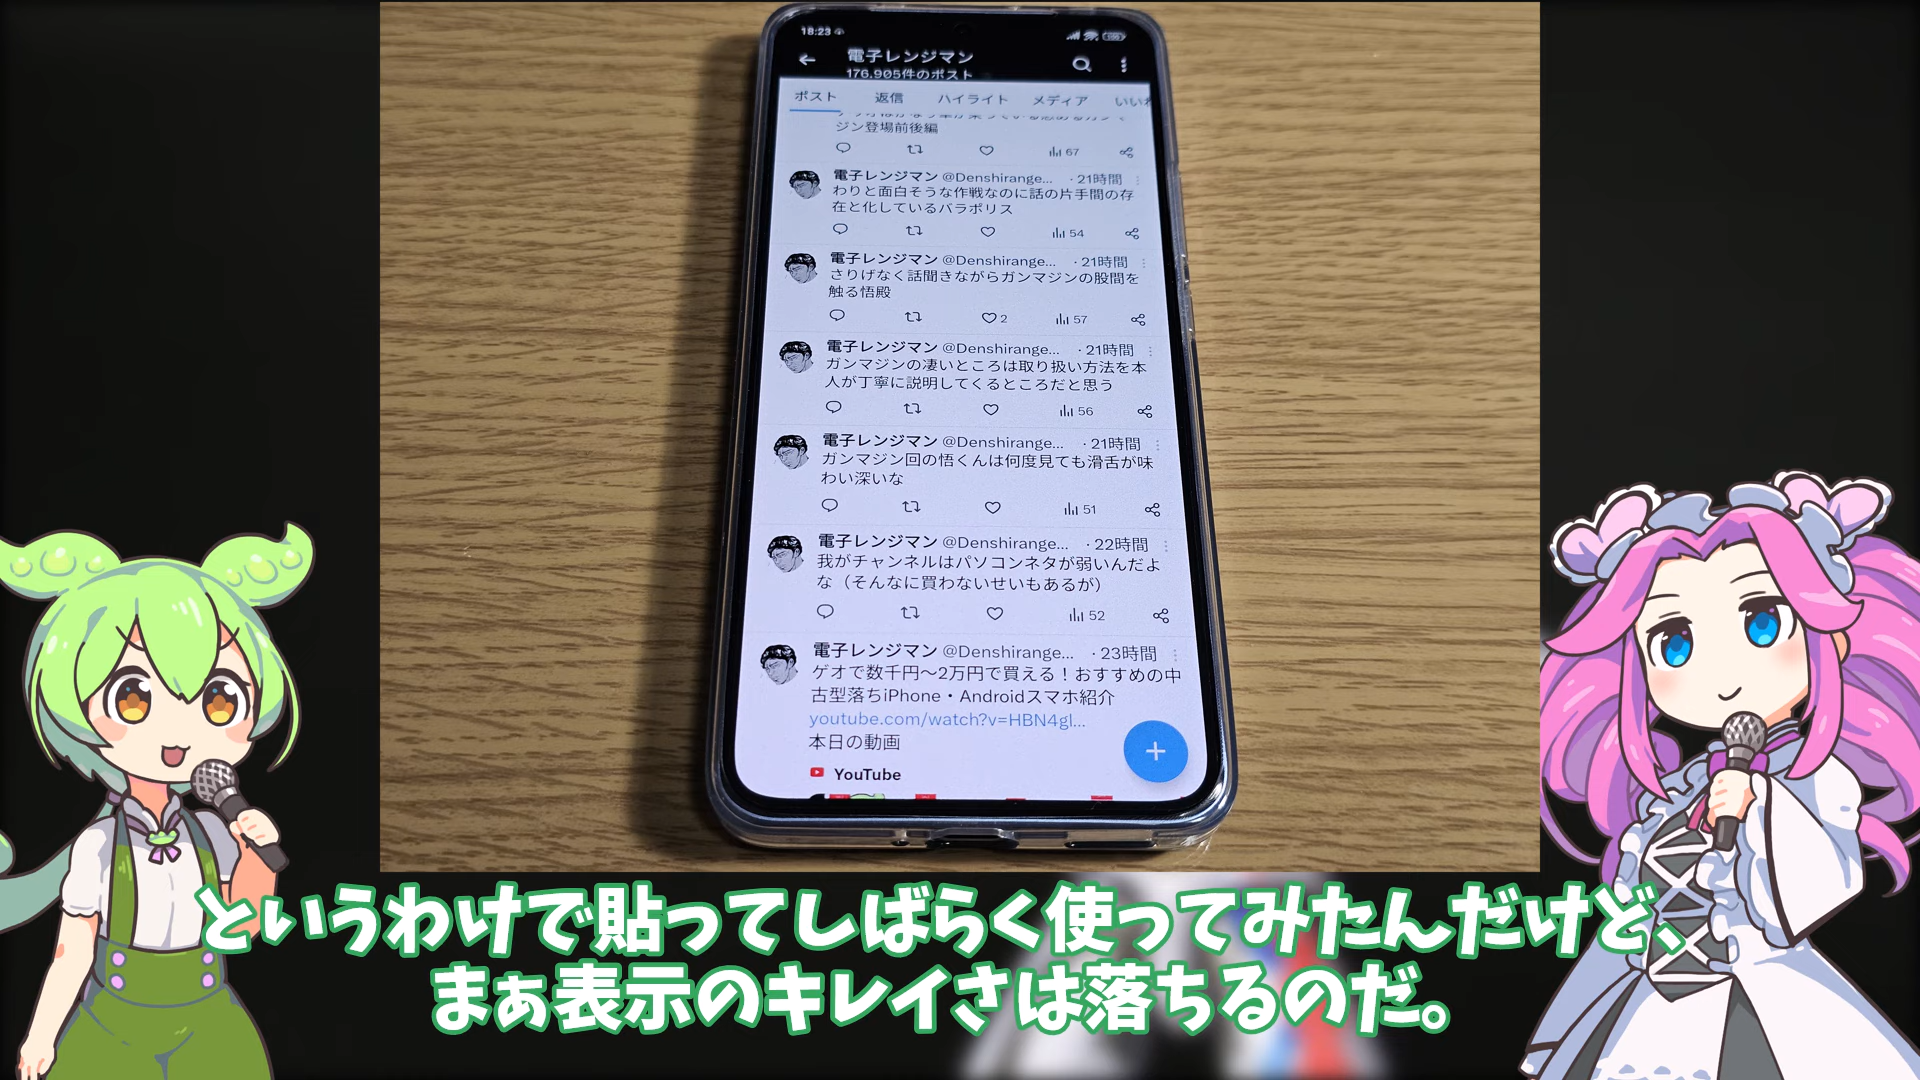 18:23
電子レンジマン
176,905件のポスト
ポスト 返信 ハイライト メディア いいね
ジン登場前後編
67
電子レンジマン @Denshirange... ・21時間
わりと面白そうな作戦なのに話の片手間の存
在と化しているバラポリス
54
電子レンジマン @Denshirange... ・21時間
さりげなく話聞きながらガンマジンの股間を
触る悟殿
2 57
電子レンジマン @Denshirange... ・21時間
ガンマジンの凄いところは取り扱い方法を本
人が丁寧に説明してくるところだと思う
56
電子レンジマン @Denshirange... ・21時間
ガンマジン回の悟くんは何度見ても滑舌が味
わい深いな
51
電子レンジマン @Denshirange... ・22時間
我がチャンネルはパソコンネタが弱いんだよ
な（そんなに買わないせいもあるが）
52
電子レンジマン @Denshirange... ・23時間
ゲオで数千円〜2万円で買える！おすすめの中
古型落ちiPhone・Androidスマホ紹介
youtube.com/watch?v=HBN4gl...
本日の動画
YouTube
というわけで貼ってしばらく使ってみたんだけど、
まぁ表示のキレイさは落ちるのだ。